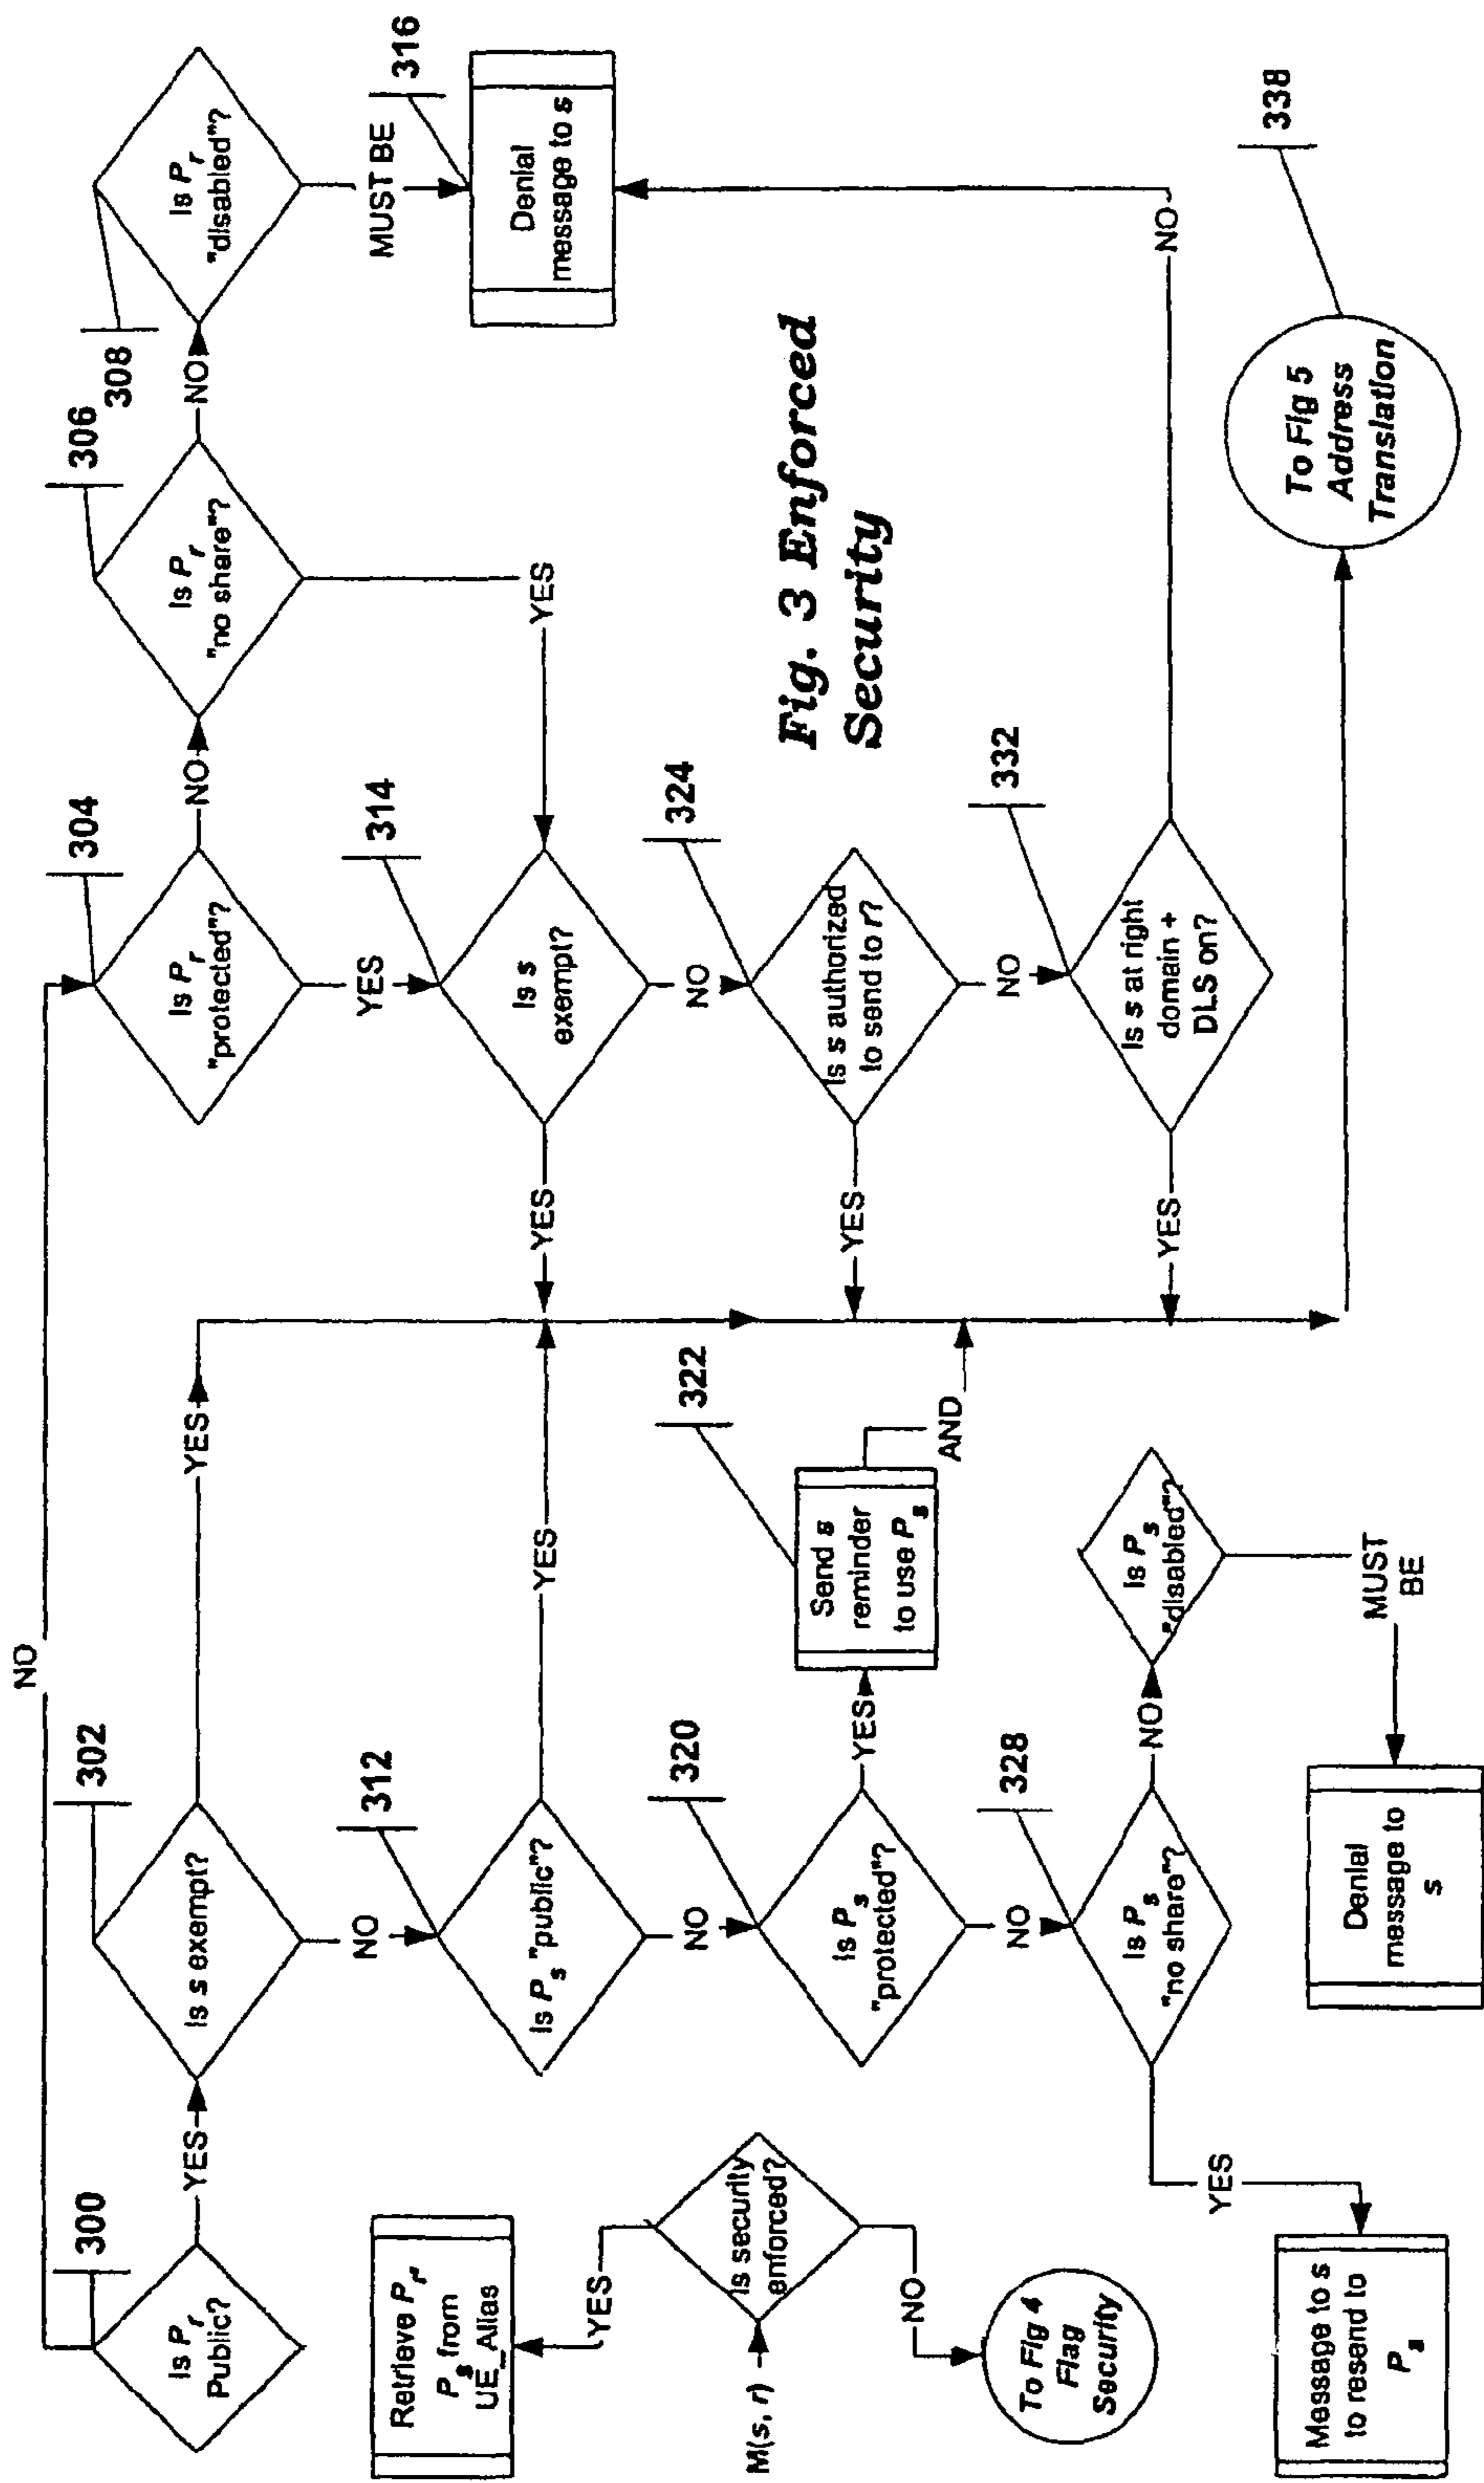 NO
300
Is Pr
Public?
YES
302
Is s exempt?
YES
304
Is Pr
"protected"?
NO
306
Is Pr
"no share"?
NO
308
Is Pr
"disabled"?
MUST BE
316
Denial
message to s
NO
312
Is Ps "public"?
YES
YES
314
Is s
exempt?
YES
YES
Retrieve Pr,
Ps from
UE_Alias
YES
M(s, r)
Is security
enforced?
NO
To Fig 4
Flag
Security
NO
320
Is Ps
"protected"?
YES
322
Send s
reminder
to use Ps
AND
NO
324
Is s authorized
to send to r?
YES
Fig. 3 Enforced
Security
NO
328
Is Ps
"no share"?
NO
Is Ps
"disabled"?
MUST
BE
Denial
message to
s
YES
Message to s
to resend to
Ps
NO
332
Is s at right
domain +
DLS on?
YES
NO
338
To Fig 5
Address
Translation